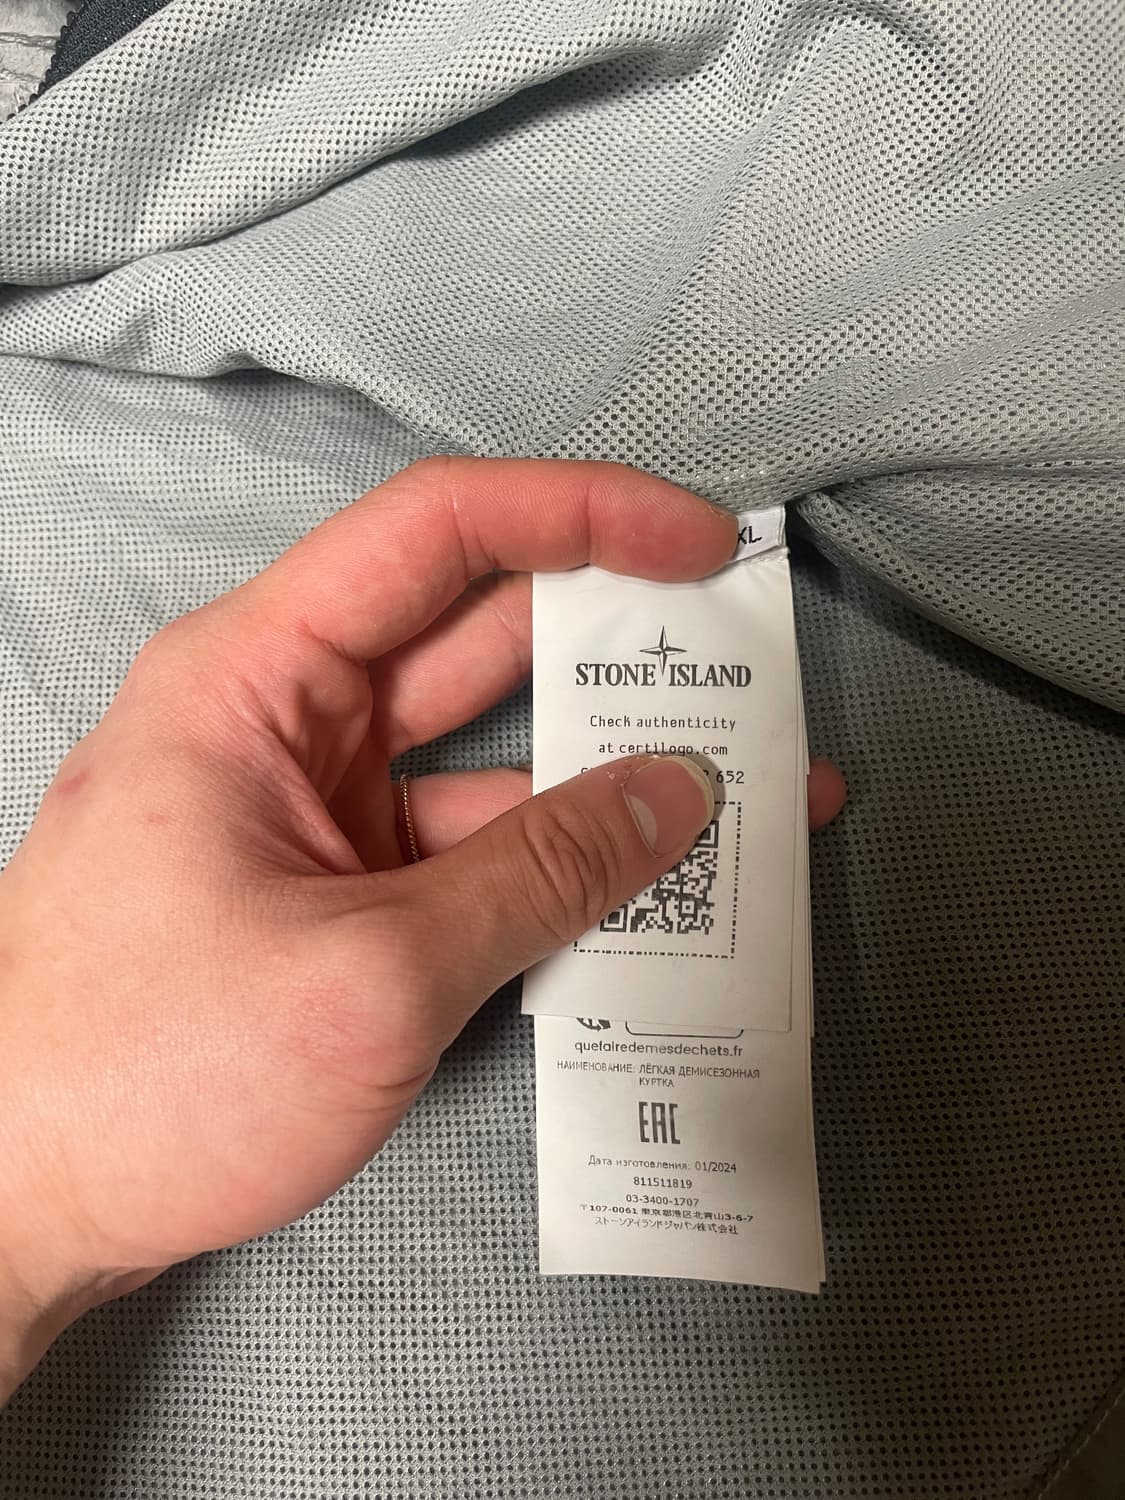 XL
STONE ISLAND
Check authenticity
at certilogo.com
652
quefairedemesdechets.fr
НАИМЕНОВАНИЕ: ЛЁГКАЯ ДЕМИСЕЗОННАЯ
КУРТКА
EAC
Дата изготовления: 01/2024
811511819
03-3400-1707
〒107-0061 東京都港区北青山3-6-7
ストーンアイランドジャパン株式会社